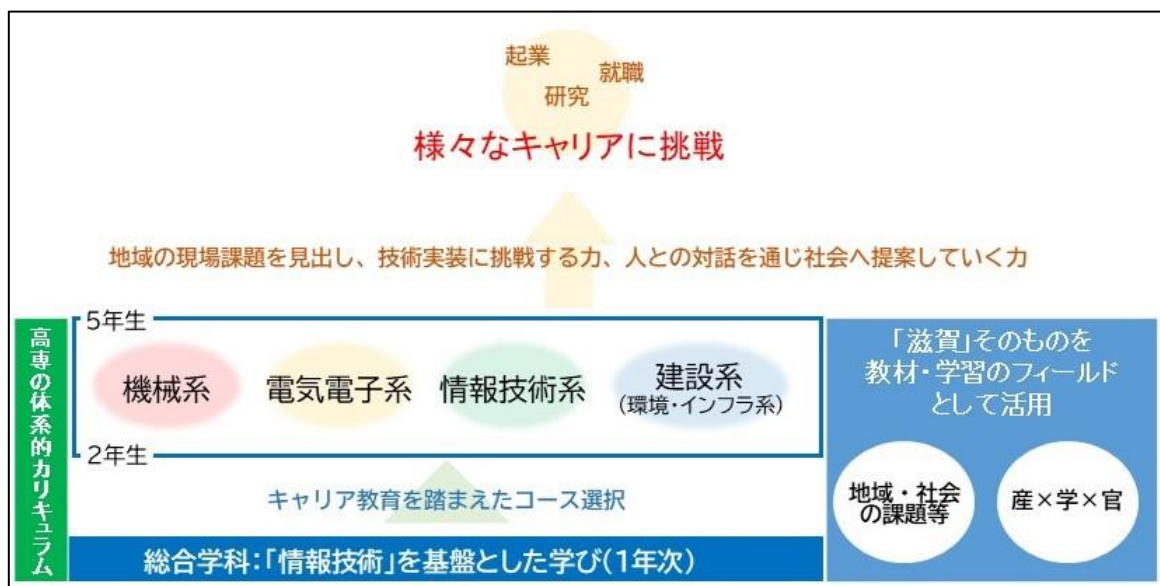 起業
就職
研究
様々なキャリアに挑戦
地域の現場課題を見出し、技術実装に挑戦する力、人との対話を通じ社会へ提案していく力
高専の体系的カリキュラム
5年生
機械系
電気電子系
情報技術系
建設系
(環境・インフラ系)
2年生
キャリア教育を踏まえたコース選択
総合学科:「情報技術」を基盤とした学び(1年次)
「滋賀」そのものを
教材・学習のフィールド
として活用
地域・社会
の課題等
産×学×官